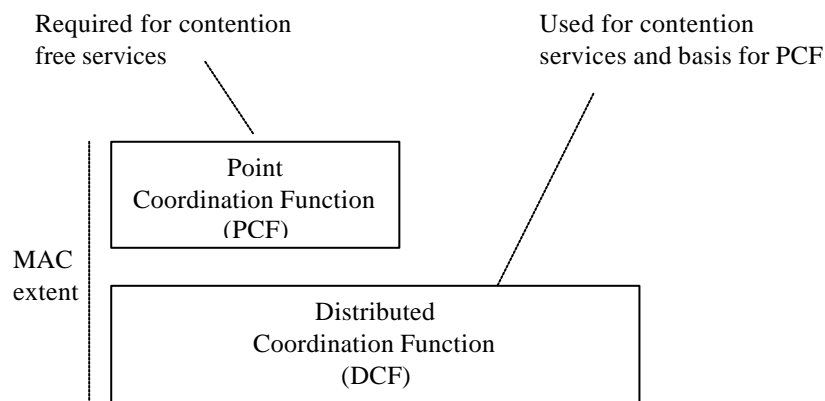 Required for contention
free services
Used for contention
services and basis for PCF
Point
Coordination Function
(PCF)
MAC
extent
Distributed
Coordination Function
(DCF)